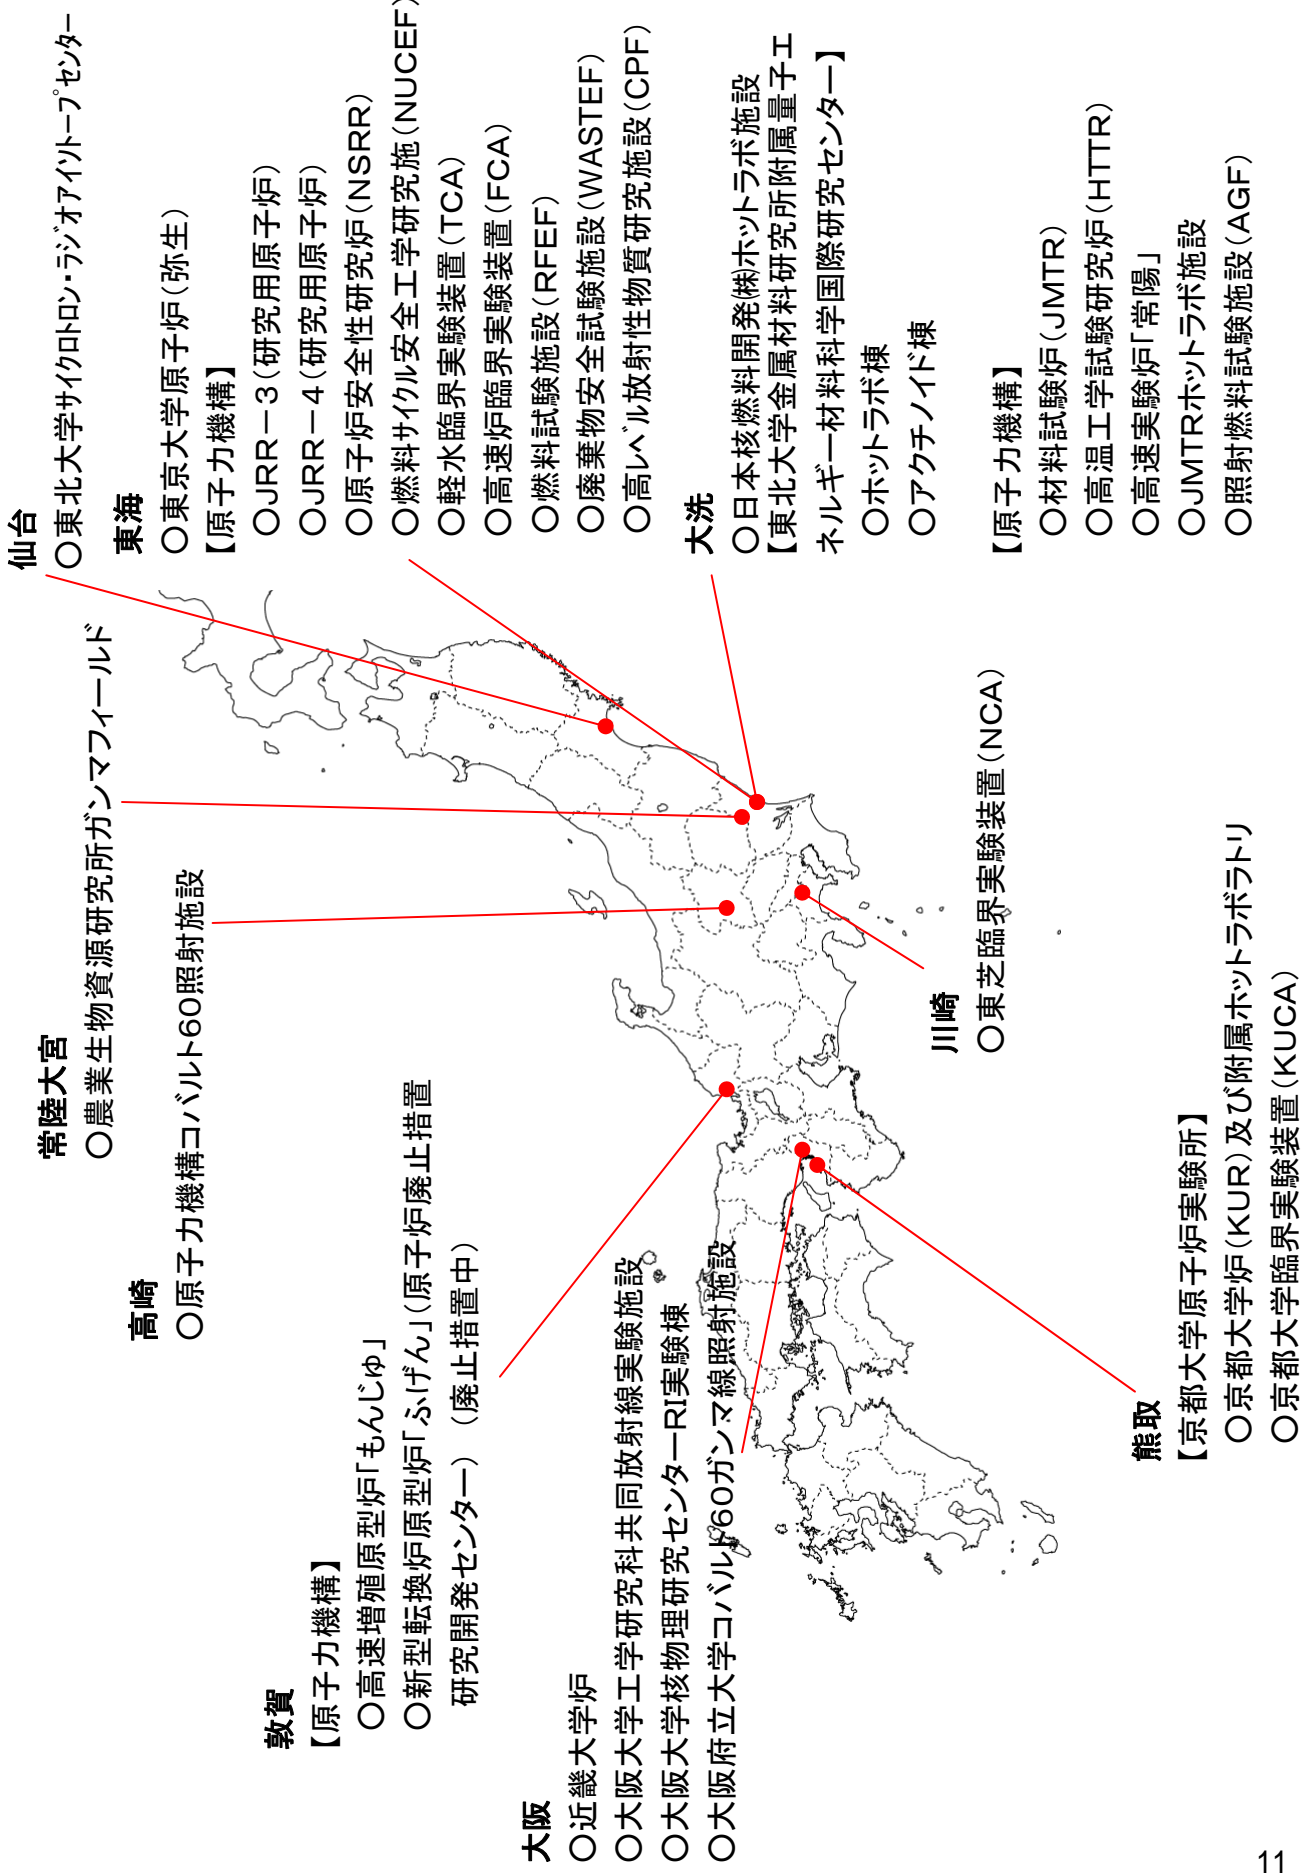 仙台
○東北大学サイクロトロン・ラジオアイソトープセンター
東海
○東京大学原子炉(弥生)
【原子力機構】
○JRR－3(研究用原子炉)
○JRR－4(研究用原子炉)
○原子炉安全性研究炉(NSRR)
○燃料サイクル安全工学研究施(NUCEF)
○軽水臨界実験装置(TCA)
○高速炉臨界実験装置(FCA)
○燃料試験施設(RFEF)
○廃棄物安全試験施設(WASTEF)
○高レベル放射性物質研究施設(CPF)
大洗
○日本核燃料開発㈱ホットラボ施設
【東北大学金属材料研究所附属量子エ
ネルギー材料科学国際研究センター】
○ホットラボ棟
○アクチノイド棟
【原子力機構】
○材料試験炉(JMTR)
○高温工学試験研究炉(HTTR)
○高速実験炉「常陽」
○JMTRホットラボ施設
○照射燃料試験施設(AGF)
常陸大宮
○農業生物資源研究所ガンマフィールド
高崎
○原子力機構コバルト60照射施設
川崎
○東芝臨界実験装置(NCA)
敦賀
【原子力機構】
○高速増殖原型炉「もんじゅ」
○新型転換炉原型炉「ふげん」(原子炉廃止措置
研究開発センター) (廃止措置中)
大阪
○近畿大学炉
○大阪大学工学研究科共同放射線実験施設
○大阪大学核物理研究センターRI実験棟
○大阪府立大学コバルト60ガンマ線照射施設
熊取
【京都大学原子炉実験所】
○京都大学炉(KUR)及び附属ホットラボラトリ
○京都大学臨界実験装置(KUCA)
11